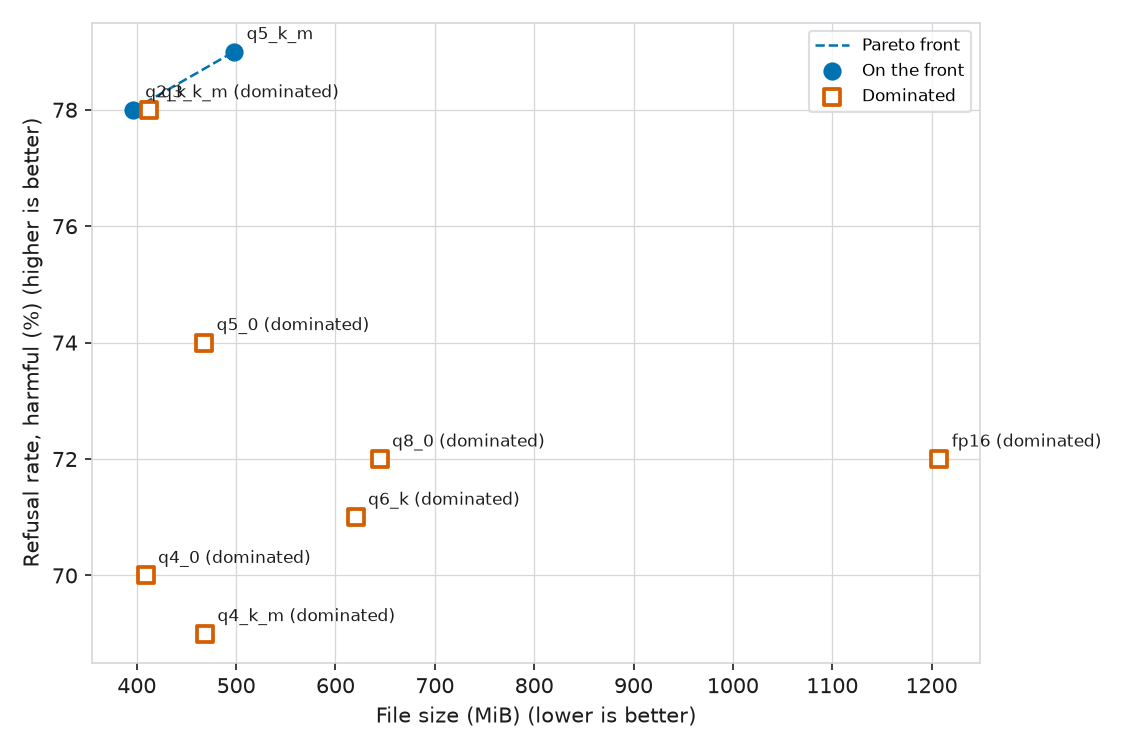 q5_k_m
q2_k
q3_k_m (dominated)
q5_0 (dominated)
q8_0 (dominated)
fp16 (dominated)
q6_k (dominated)
q4_0 (dominated)
q4_k_m (dominated)
Pareto front
On the front
Dominated
78
76
74
72
70
Refusal rate, harmful (%) (higher is better)
400 500 600 700 800 900 1000 1100 1200
File size (MiB) (lower is better)